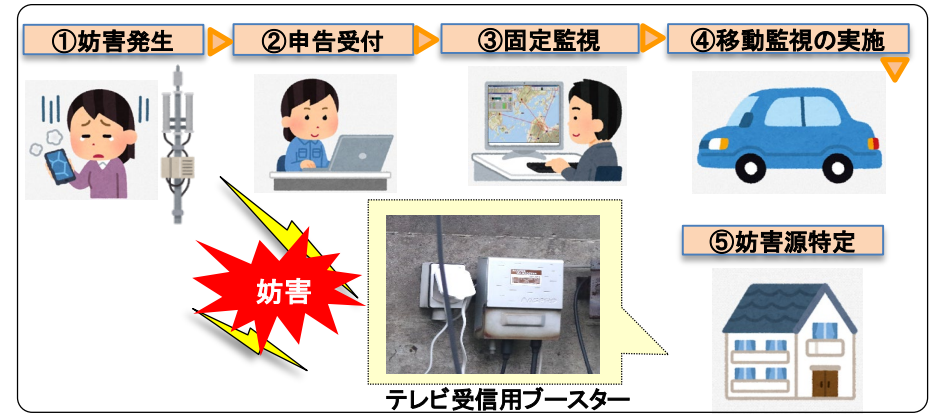 ①妨害発生
②申告受付
③固定監視
④移動監視の実施
⑤妨害源特定
妨害
テレビ受信用ブースター